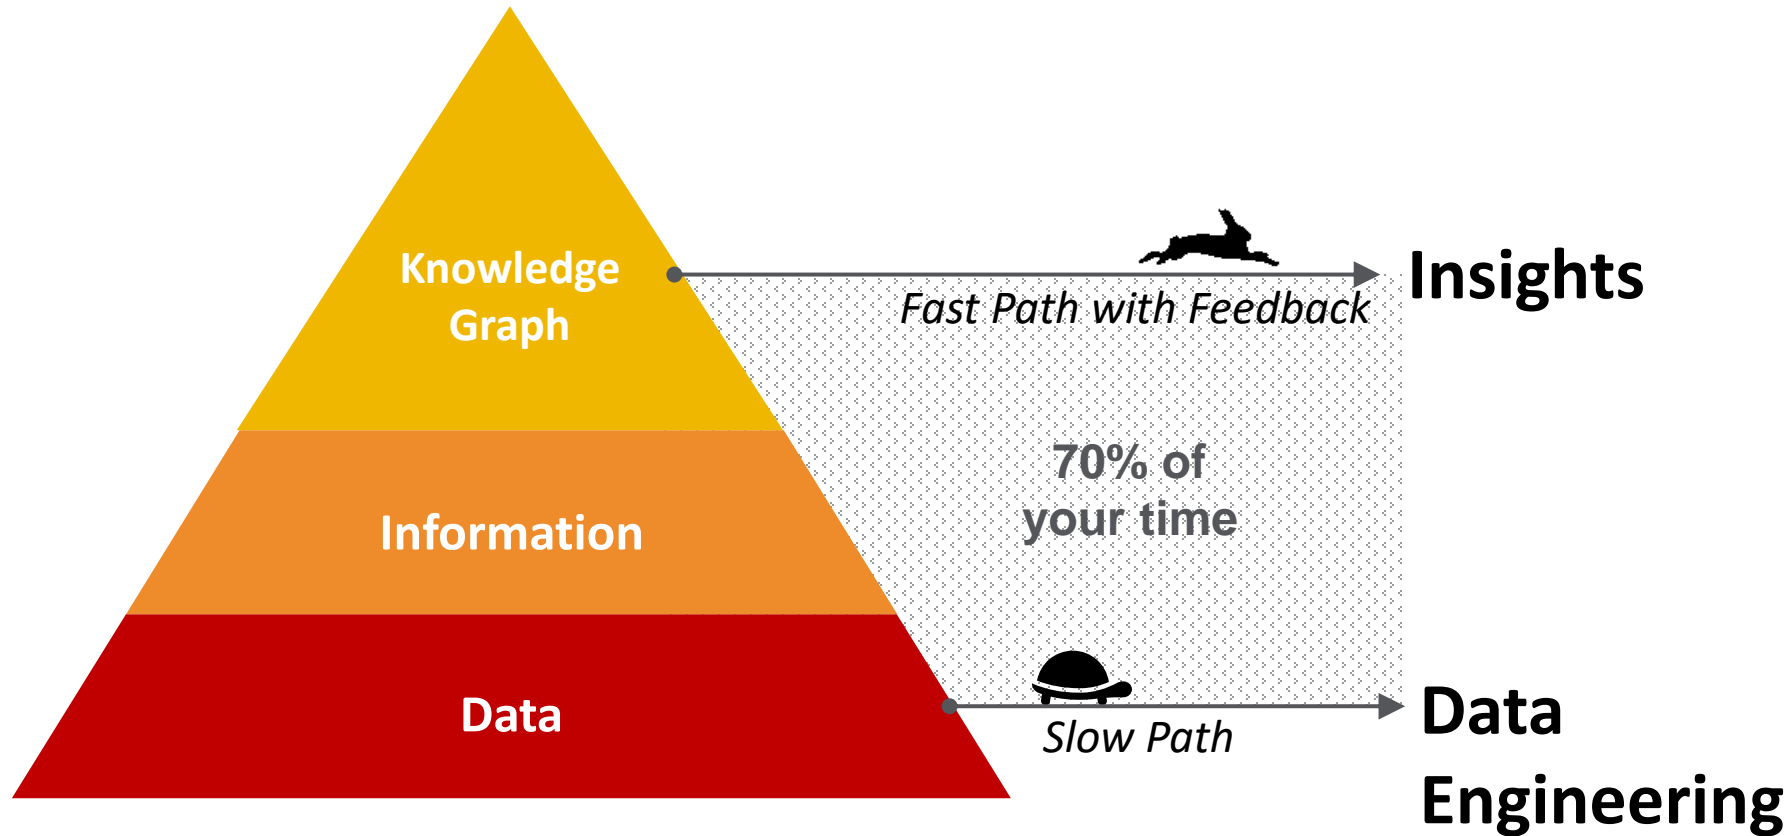 Knowledge
Graph
Insights
Fast Path with Feedback
70% of
your time
Information
Data
Slow Path
Data
Engineering